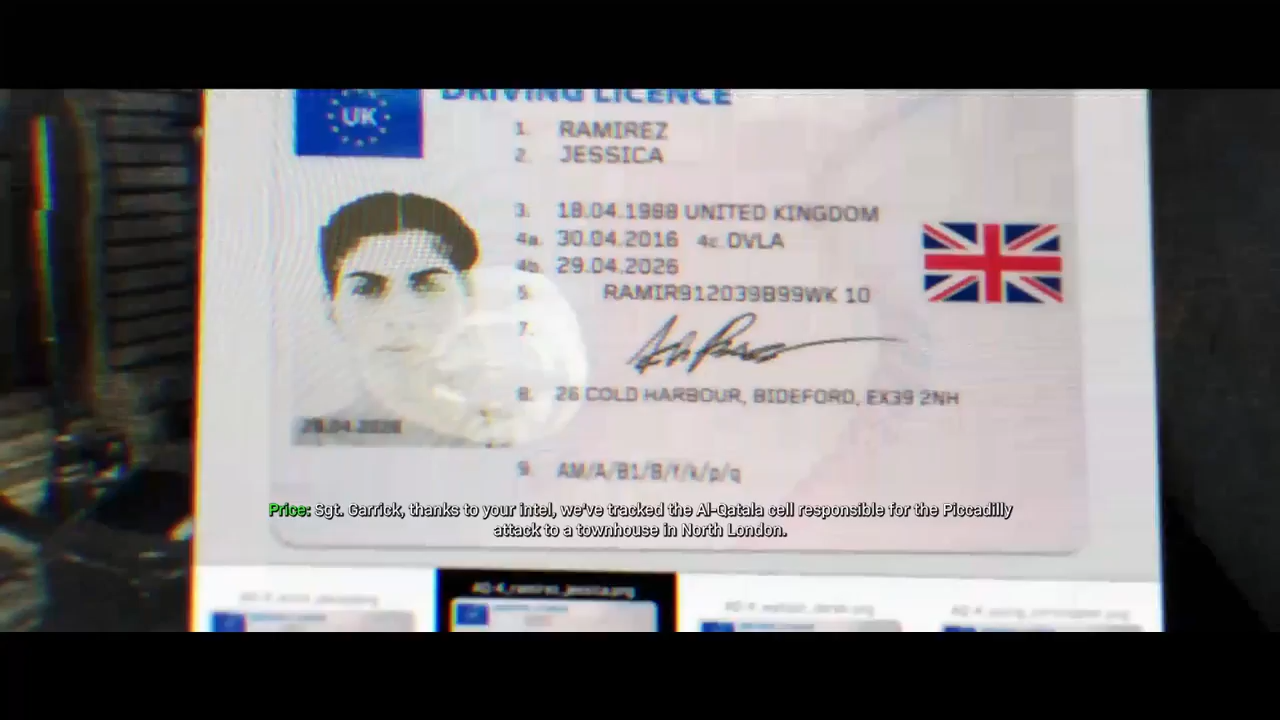 DRIVING LICENCE
UK
1. RAMIREZ
2. JESSICA
3. 18.04.1988 UNITED KINGDOM
4a. 30.04.2016 4c. DVLA
4b. 29.04.2026
5. RAMIR912039B99WK 10
7.
8. 26 COLD HARBOUR, BIDEFORD, EX39 2NH
29.04.2026
9. AM/A/B1/B/f/k/p/q
Price: Sgt. Garrick, thanks to your intel, we've tracked the Al-Qatala cell responsible for the Piccadilly
attack to a townhouse in North London.